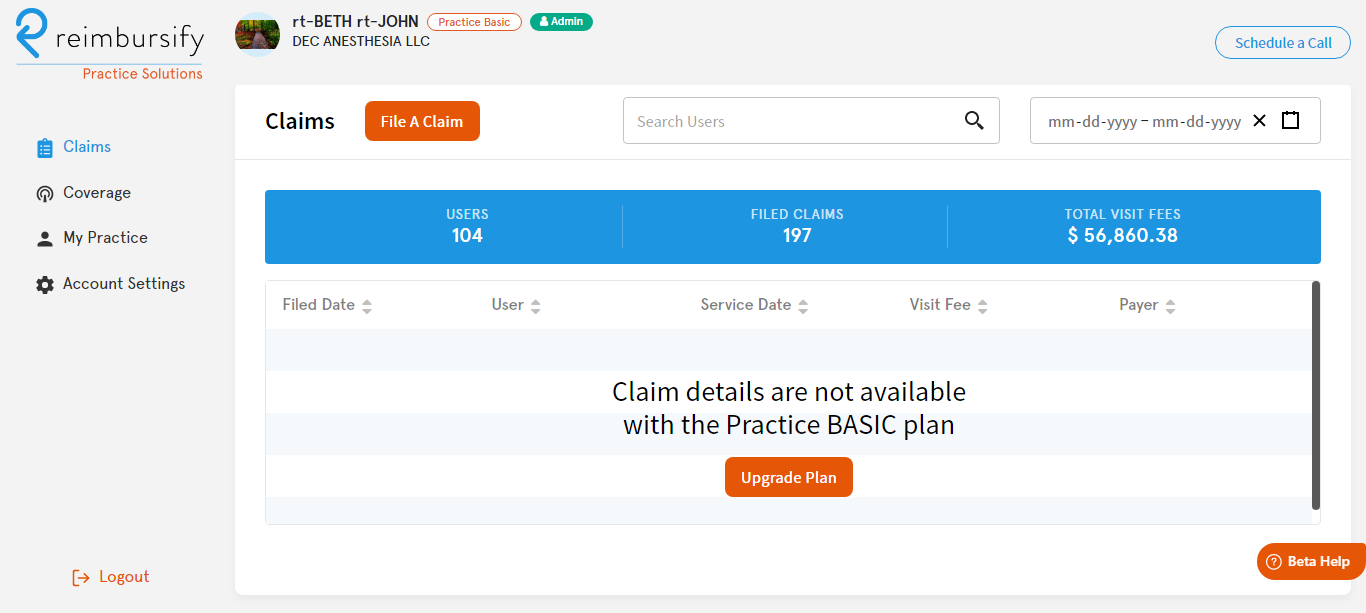 reimbursify
Practice Solutions
rt-BETH rt-JOHN Practice Basic Admin
DEC ANESTHESIA LLC
Schedule a Call
Claims
Coverage
My Practice
Account Settings
Logout
Claims File A Claim Search Users mm-dd-yyyy – mm-dd-yyyy
USERS FILED CLAIMS TOTAL VISIT FEES
104 197 $ 56,860.38
Filed Date User Service Date Visit Fee Payer
Claim details are not available
with the Practice BASIC plan
Upgrade Plan
Beta Help